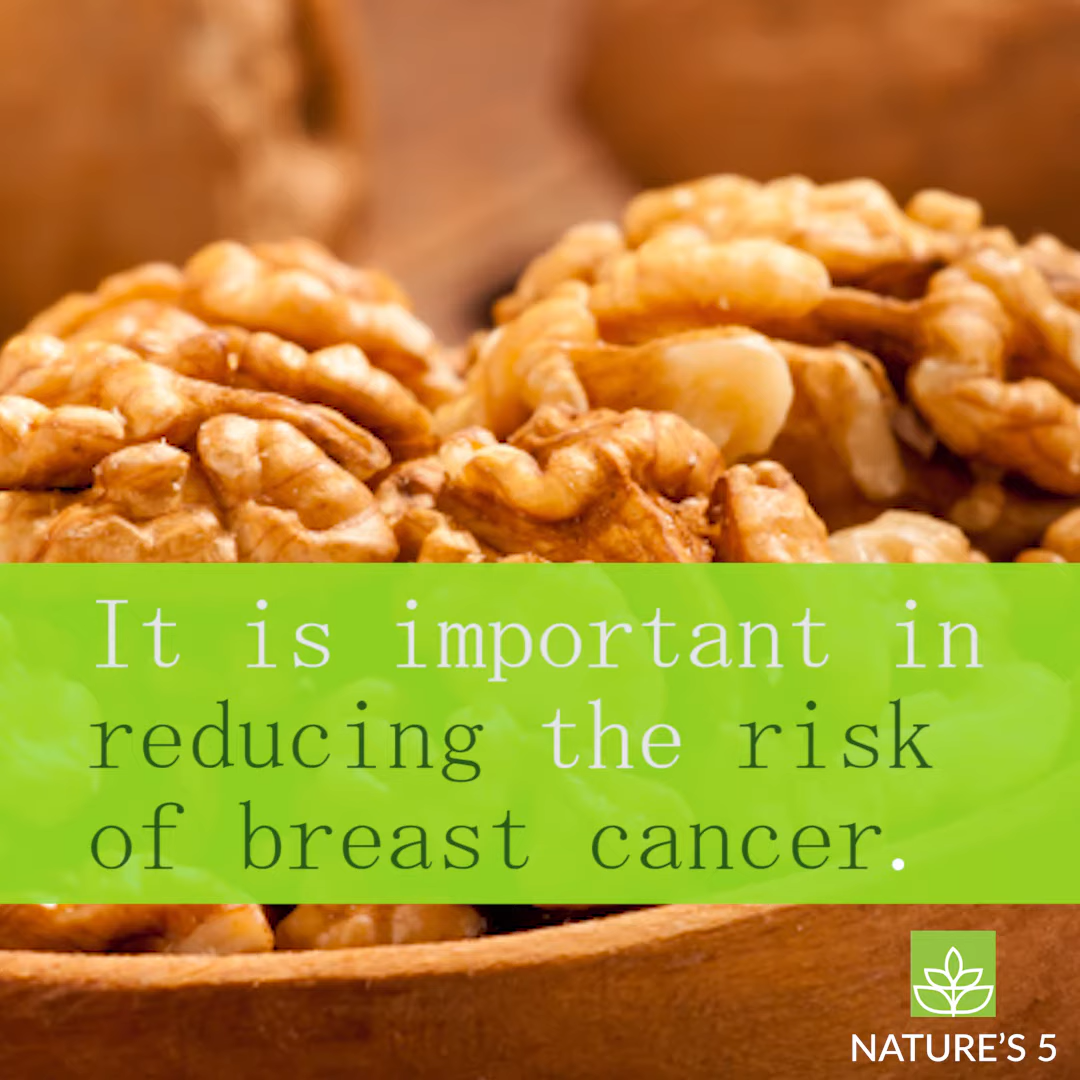 It is important in
reducing the risk
of breast cancer.
NATURE'S 5